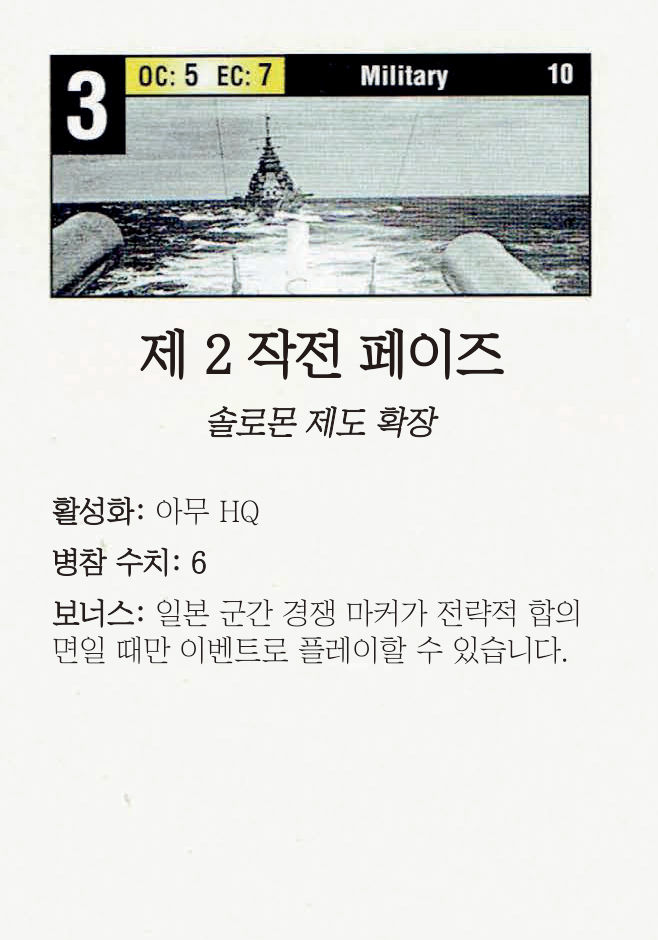 3 OC: 5 EC: 7 Military 10
제 2 작전 페이즈
솔로몬 제도 확장
활성화: 아무 HQ
병참 수치: 6
보너스: 일본 군간 경쟁 마커가 전략적 합의
면일 때만 이벤트로 플레이할 수 있습니다.